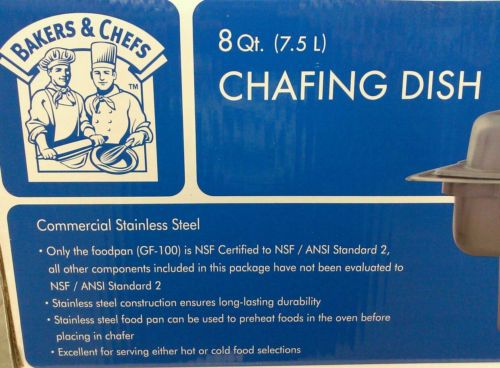 BAKERS & CHEFS
TM
8 Qt. (7.5 L)
CHAFING DISH
Commercial Stainless Steel
• Only the foodpan (GF-100) is NSF Certified to NSF / ANSI Standard 2,
all other components included in this package have not been evaluated to
NSF / ANSI Standard 2
• Stainless steel construction ensures long-lasting durability
• Stainless steel food pan can be used to preheat foods in the oven before
placing in chafer
• Excellent for serving either hot or cold food selections